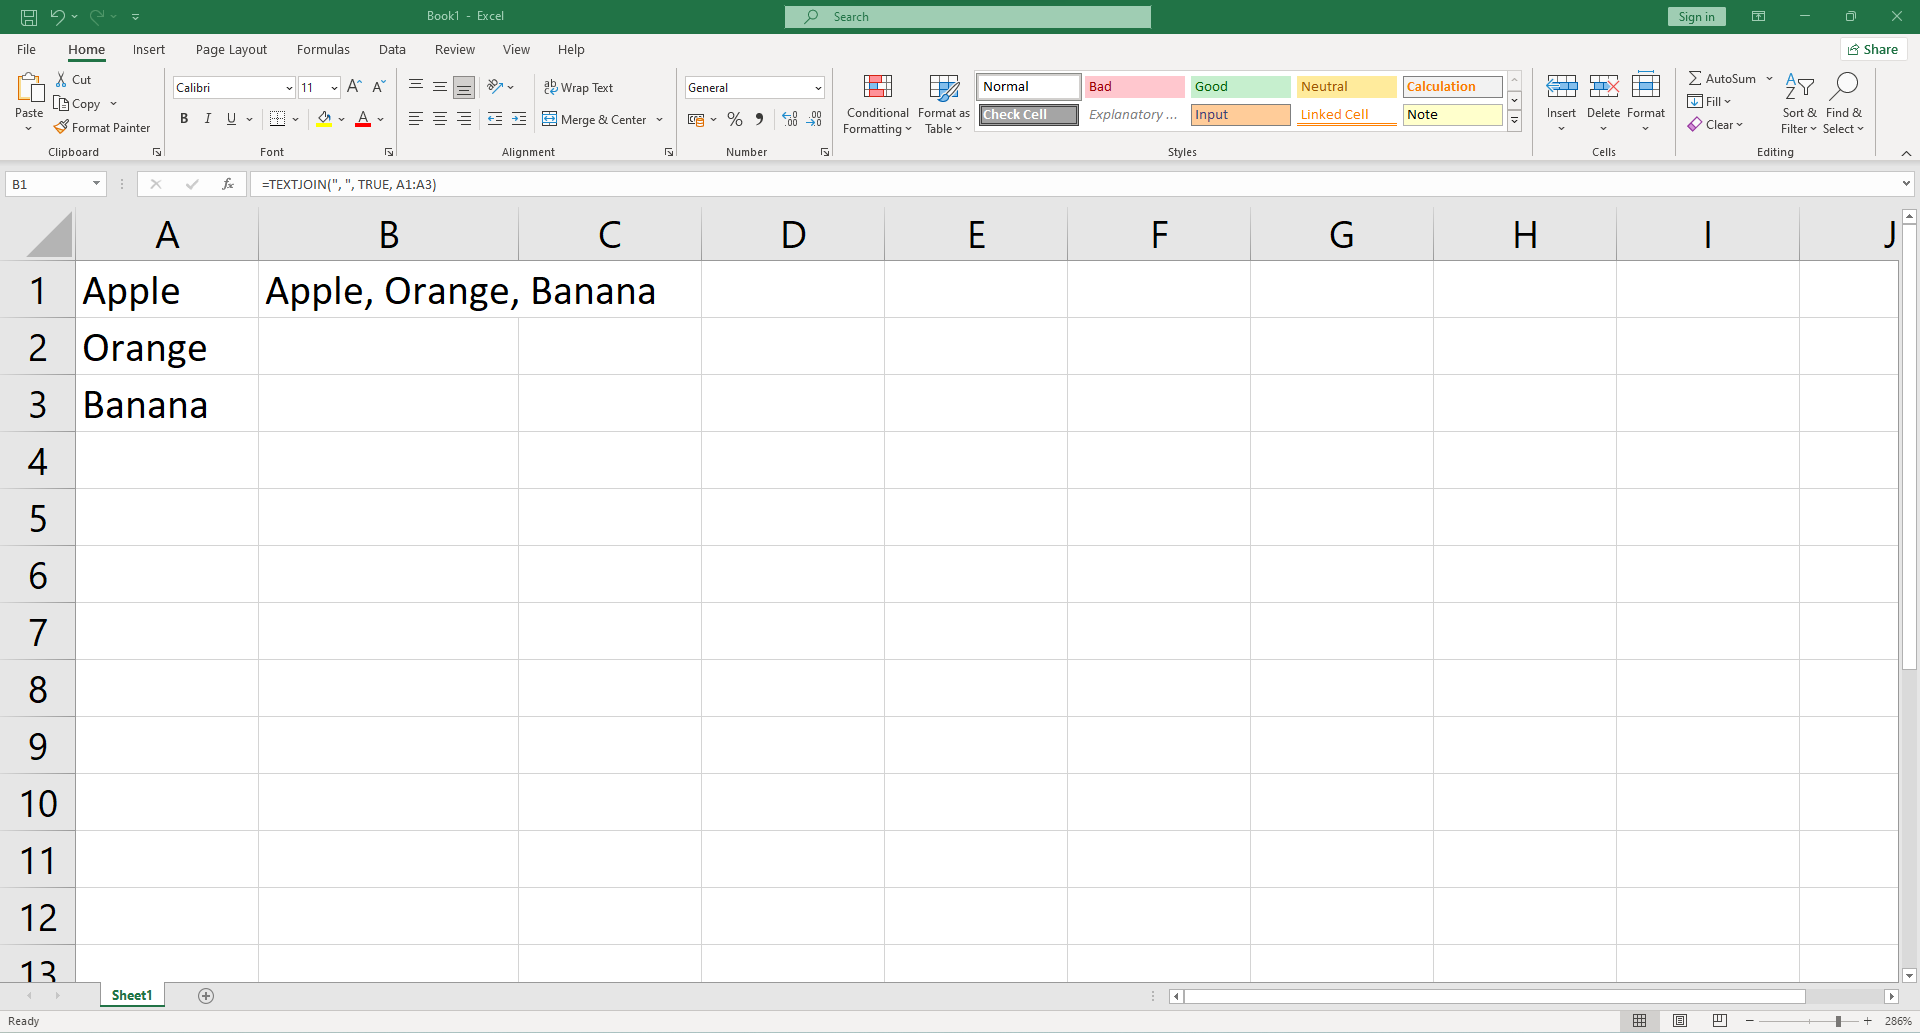 Book1 - Excel
Search
Sign in
File Home Insert Page Layout Formulas Data Review View Help
Share
Paste
Cut
Copy
Format Painter
Clipboard
Calibri 11
B I U
Font
Wrap Text
Merge & Center
Alignment
General
Number
Conditional Formatting
Format as Table
Normal Bad Good Neutral Calculation
Check Cell Explanatory ... Input Linked Cell Note
Styles
Insert Delete Format
Cells
AutoSum
Fill
Clear
Sort & Filter
Find & Select
Editing
B1
fx
=TEXTJOIN(", ", TRUE, A1:A3)
A B C D E F G H I J
1 Apple Apple, Orange, Banana
2 Orange
3 Banana
4
5
6
7
8
9
10
11
12
13
Sheet1
Ready
286%